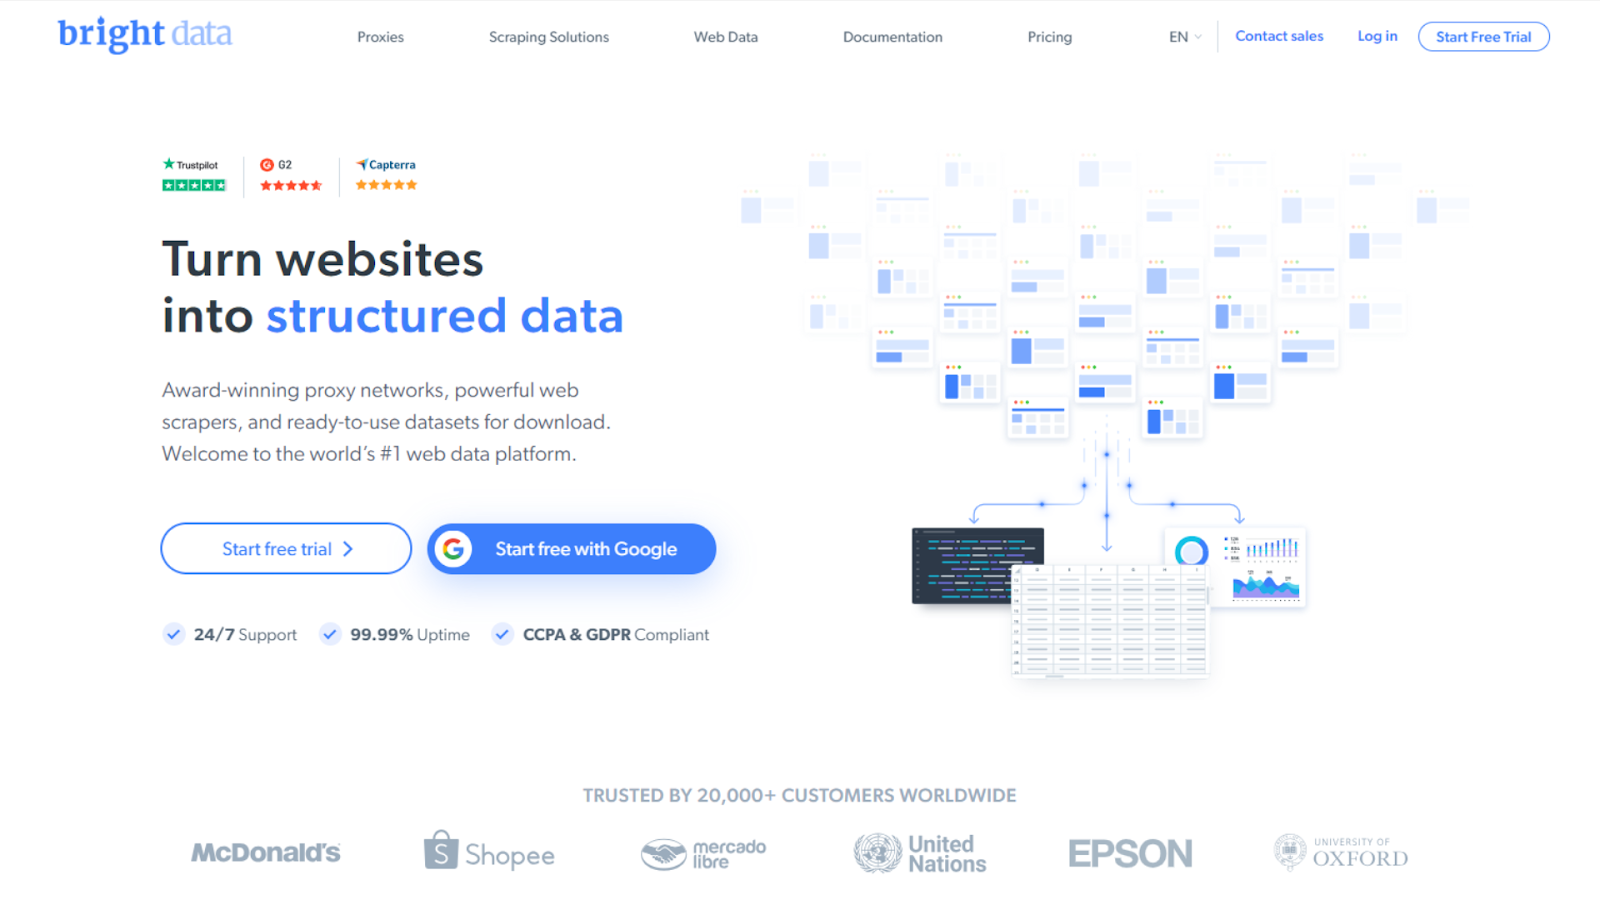 bright data
Proxies
Scraping Solutions
Web Data
Documentation
Pricing
EN
Contact sales
Log in
Start Free Trial
Trustpilot
G2
Capterra
Turn websites
into structured data
Award-winning proxy networks, powerful web
scrapers, and ready-to-use datasets for download.
Welcome to the world's #1 web data platform.
Start free trial
Start free with Google
24/7 Support
99.99% Uptime
CCPA & GDPR Compliant
TRUSTED BY 20,000+ CUSTOMERS WORLDWIDE
McDonald's
Shopee
mercado
libre
United
Nations
EPSON
UNIVERSITY OF
OXFORD